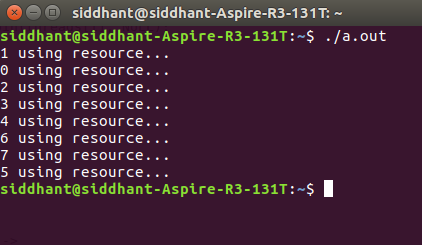 siddhant@siddhant-Aspire-R3-131T: ~
siddhant@siddhant-Aspire-R3-131T:~$ ./a.out
1 using resource...
0 using resource...
2 using resource...
3 using resource...
4 using resource...
6 using resource...
7 using resource...
5 using resource...
siddhant@siddhant-Aspire-R3-131T:~$